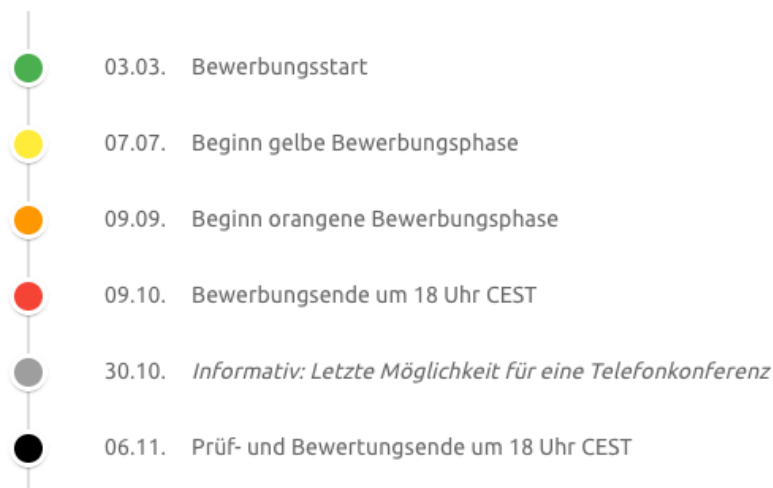 03.03. Bewerbungsstart
07.07. Beginn gelbe Bewerbungsphase
09.09. Beginn orangene Bewerbungsphase
09.10. Bewerbungsende um 18 Uhr CEST
30.10. Informativ: Letzte Möglichkeit für eine Telefonkonferenz
06.11. Prüf- und Bewertungsende um 18 Uhr CEST